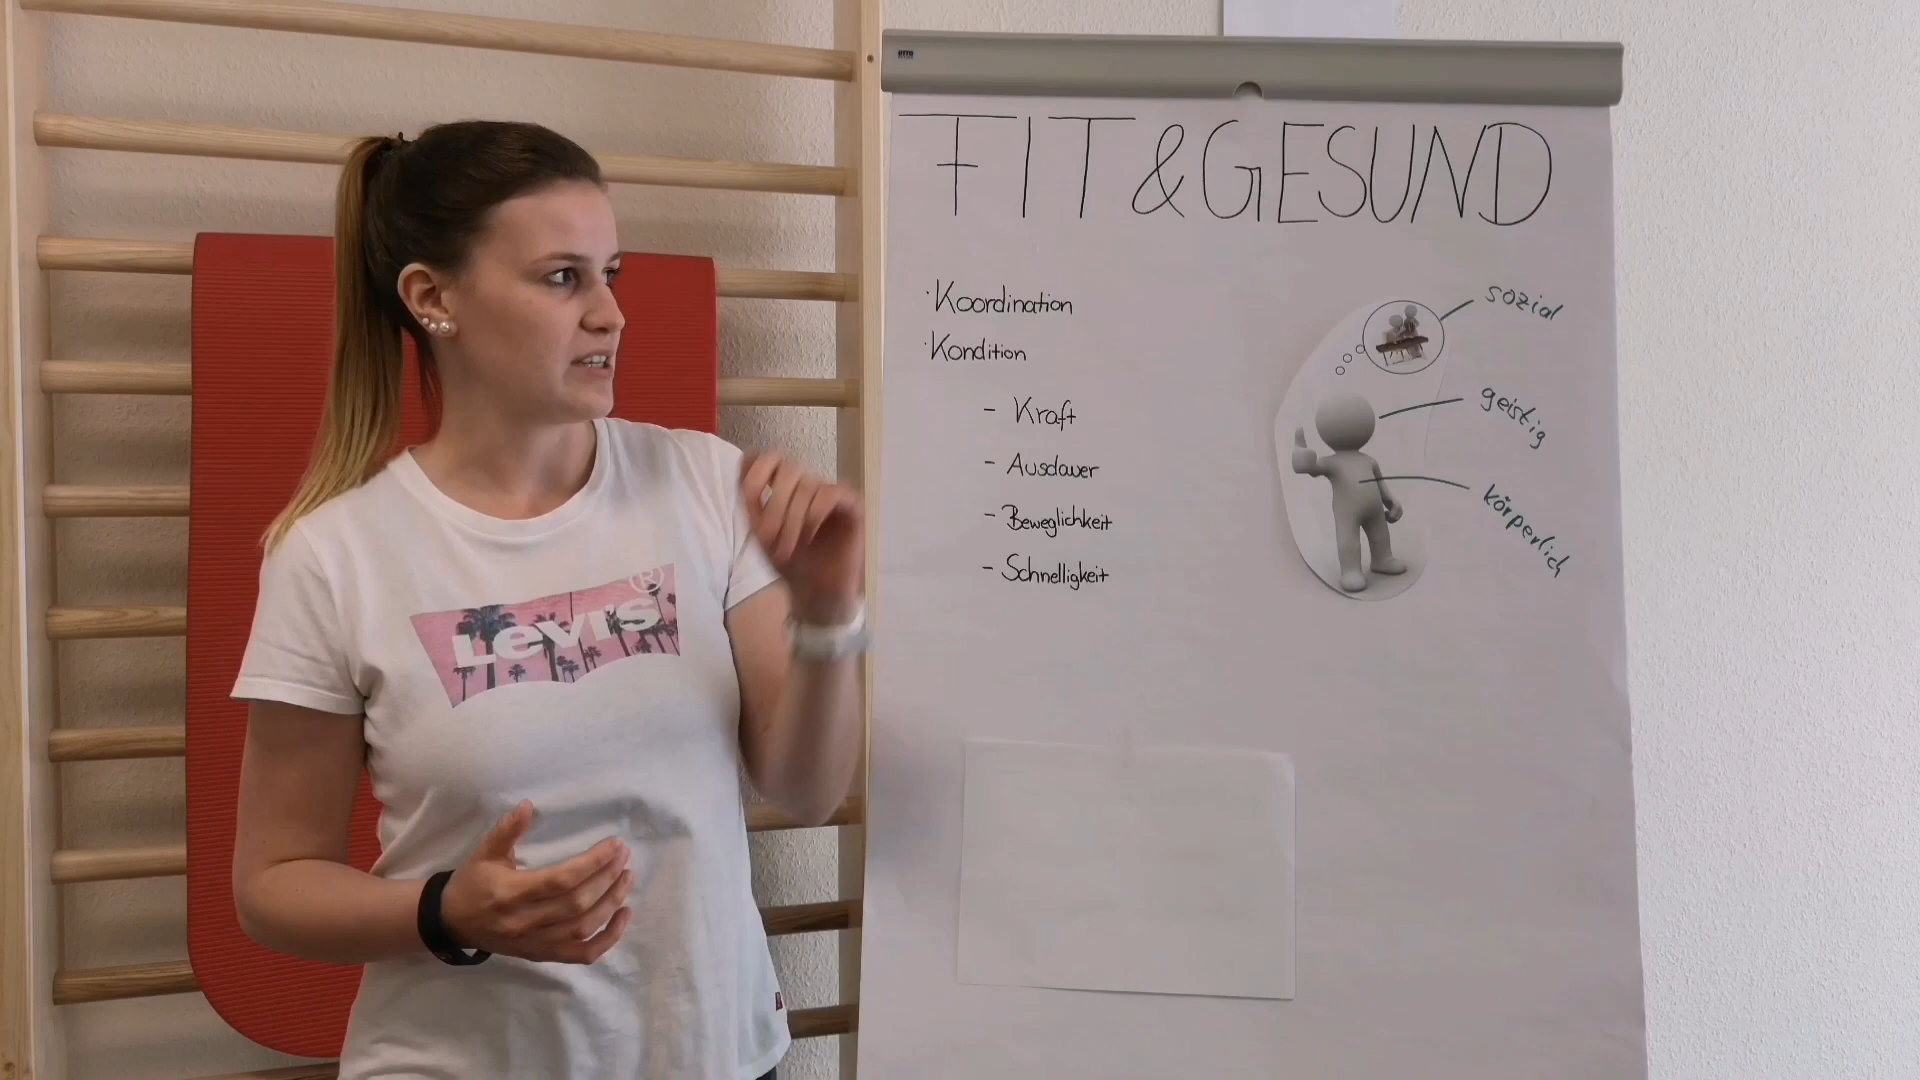 FIT & GESUND
· Koordination
· Kondition
- Kraft
- Ausdauer
- Beweglichkeit
- Schnelligkeit
sozial
geistig
körperlich
Levi's ®